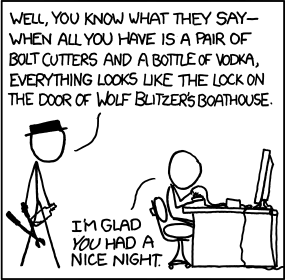 WELL, YOU KNOW WHAT THEY SAY—
WHEN ALL YOU HAVE IS A PAIR OF
BOLT CUTTERS AND A BOTTLE OF VODKA,
EVERYTHING LOOKS LIKE THE LOCK ON
THE DOOR OF WOLF BLITZER'S BOATHOUSE.
I'M GLAD
YOU HAD A
NICE NIGHT.